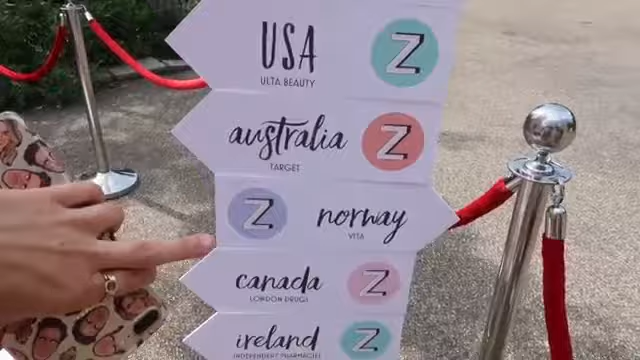 USA
ULTA BEAUTY
Z
australia
TARGET
Z
Z
norway
VITA
canada
LONDON DRUGS
Z
ireland
INDEPENDENT PHARMACIES
Z